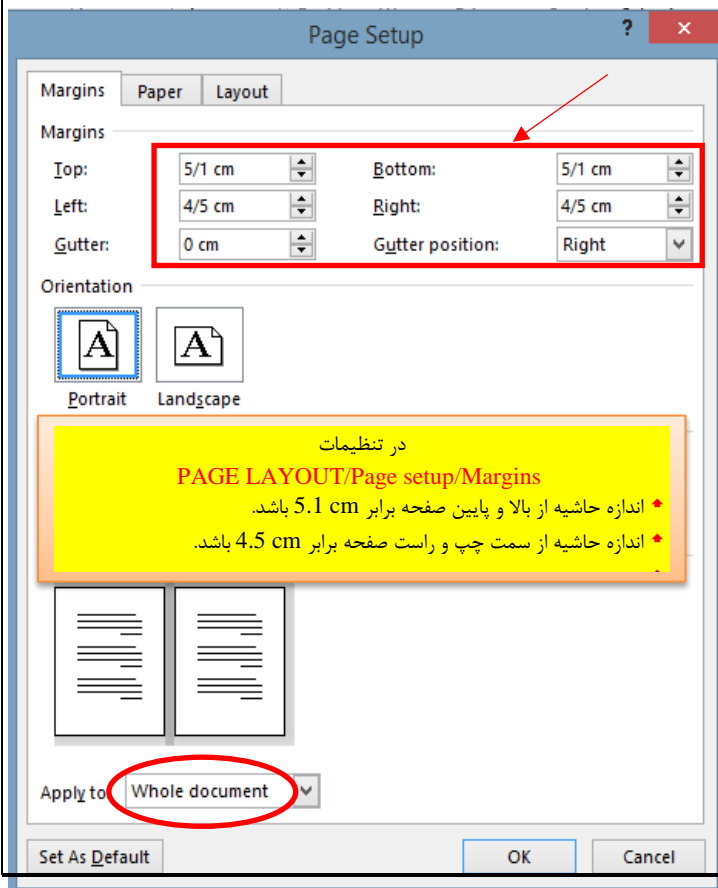 Page Setup
? ×
Margins Paper Layout
Margins
Top: 5/1 cm Bottom: 5/1 cm
Left: 4/5 cm Right: 4/5 cm
Gutter: 0 cm Gutter position: Right
Orientation
A A
Portrait Landscape
در تنظیمات
PAGE LAYOUT/Page setup/Margins
اندازه حاشیه از بالا و پایین صفحه برابر 5.1 cm باشد.
اندازه حاشیه از سمت چپ و راست صفحه برابر 4.5 cm باشد.
Apply to Whole document
Set As Default OK Cancel